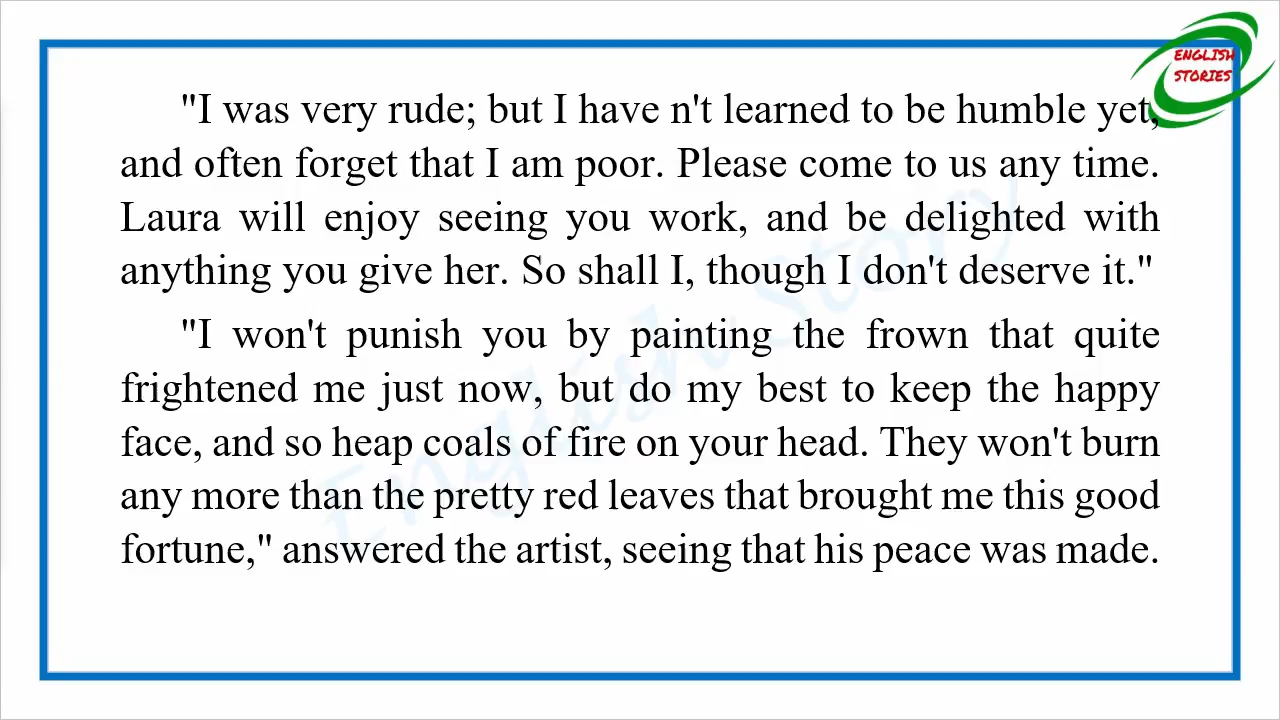 ENGLISH
STORIES
"I was very rude; but I have n't learned to be humble yet,
and often forget that I am poor. Please come to us any time.
Laura will enjoy seeing you work, and be delighted with
anything you give her. So shall I, though I don't deserve it."
"I won't punish you by painting the frown that quite
frightened me just now, but do my best to keep the happy
face, and so heap coals of fire on your head. They won't burn
any more than the pretty red leaves that brought me this good
fortune," answered the artist, seeing that his peace was made.
English Story